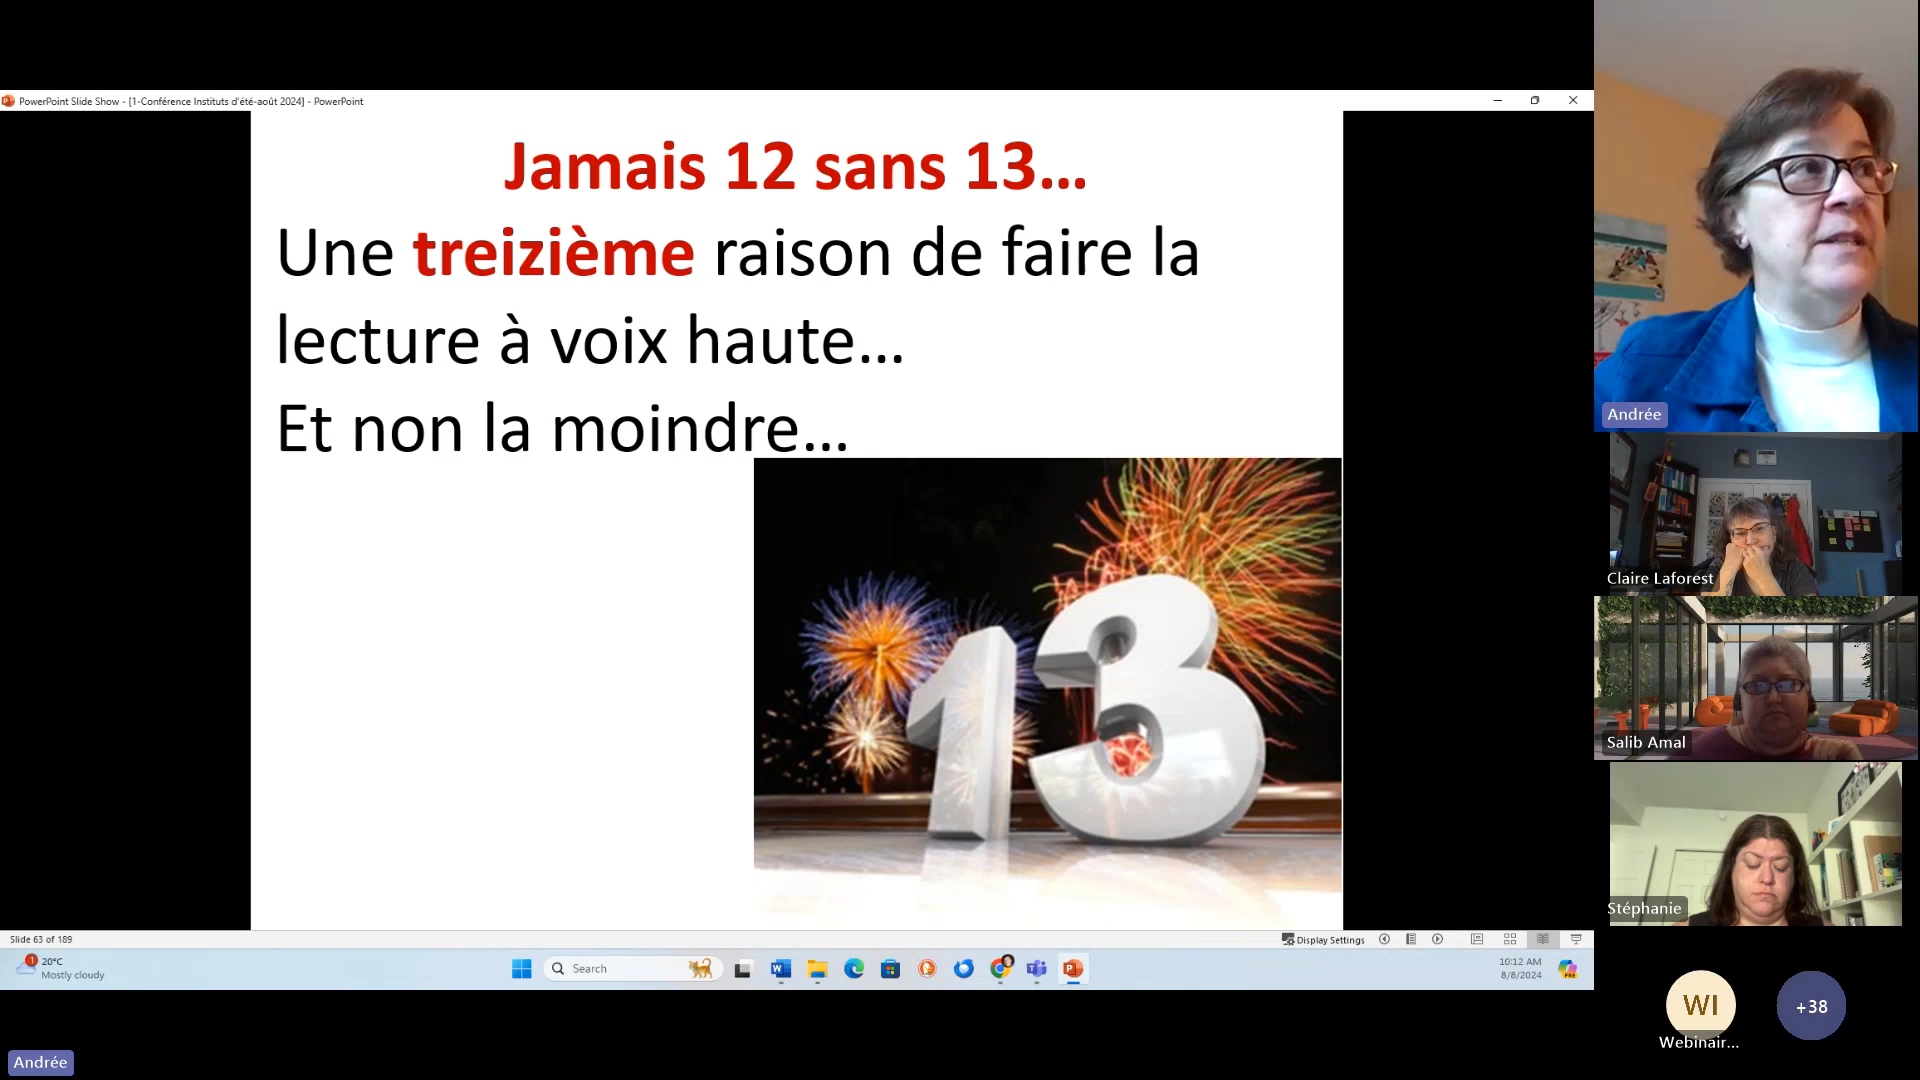 PowerPoint Slide Show - [1-Conférence Instituts d'été-août 2024] - PowerPoint
Jamais 12 sans 13...
Une treizième raison de faire la
lecture à voix haute...
Et non la moindre...
13
Slide 63 of 189
Display Settings
1
20°C
Mostly cloudy
Search
10:12 AM
8/8/2024
PRE
Andrée
Andrée
Claire Laforest
Salib Amal
Stéphanie
WI
Webinair...
+38